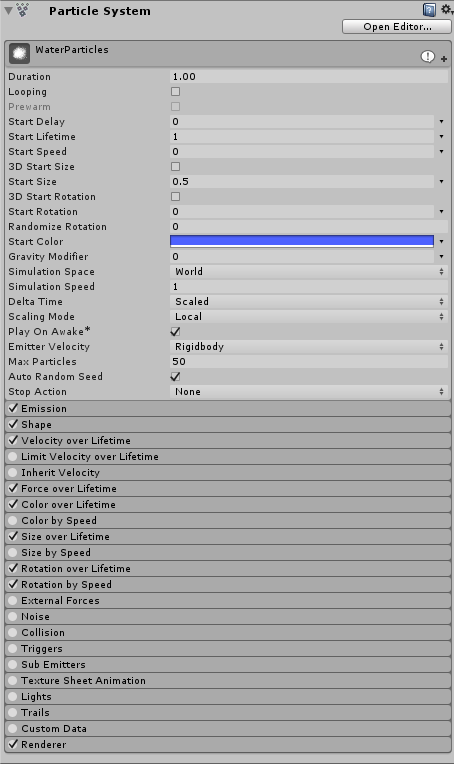 Particle System
Open Editor...
WaterParticles
Duration 1.00
Looping
Prewarm
Start Delay 0
Start Lifetime 1
Start Speed 0
3D Start Size
Start Size 0.5
3D Start Rotation
Start Rotation 0
Randomize Rotation 0
Start Color
Gravity Modifier 0
Simulation Space World
Simulation Speed 1
Delta Time Scaled
Scaling Mode Local
Play On Awake*
Emitter Velocity Rigidbody
Max Particles 50
Auto Random Seed
Stop Action None
Emission
Shape
Velocity over Lifetime
Limit Velocity over Lifetime
Inherit Velocity
Force over Lifetime
Color over Lifetime
Color by Speed
Size over Lifetime
Size by Speed
Rotation over Lifetime
Rotation by Speed
External Forces
Noise
Collision
Triggers
Sub Emitters
Texture Sheet Animation
Lights
Trails
Custom Data
Renderer